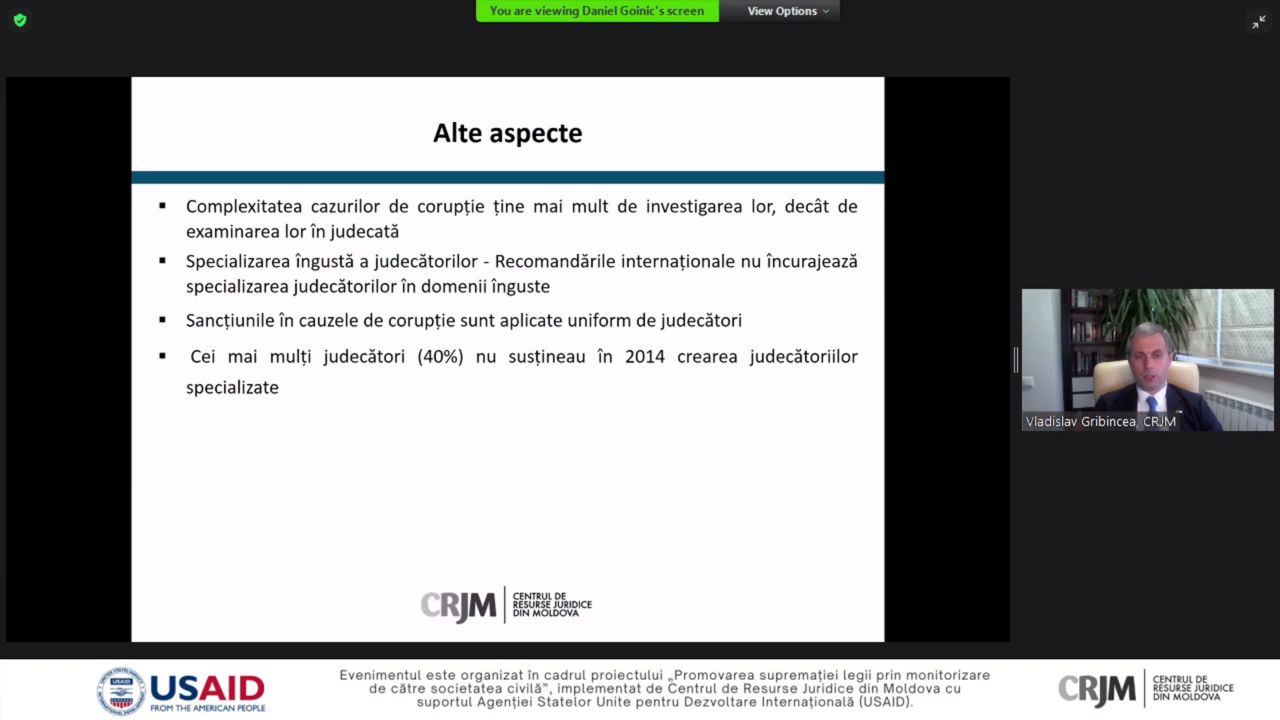 You are viewing Daniel Goinic's screen
View Options
Alte aspecte
Complexitatea cazurilor de corupție ține mai mult de investigarea lor, decât de
examinarea lor în judecată
Specializarea îngustă a judecătorilor - Recomandările internaționale nu încurajează
specializarea judecătorilor în domenii înguste
Sancțiunile în cauzele de corupție sunt aplicate uniform de judecători
Cei mai mulți judecători (40%) nu susțineau în 2014 crearea judecătoriilor
specializate
CRJM
CENTRUL DE
RESURSE JURIDICE
DIN MOLDOVA
Vladislav Gribincea, CRJM
USAID
USAID
FROM THE AMERICAN PEOPLE
Evenimentul este organizat în cadrul proiectului „Promovarea supremației legii prin monitorizare
de către societatea civilă”, implementat de Centrul de Resurse Juridice din Moldova cu
suportul Agenției Statelor Unite pentru Dezvoltare Internațională (USAID).
CRJM
CENTRUL DE
RESURSE JURIDICE
DIN MOLDOVA